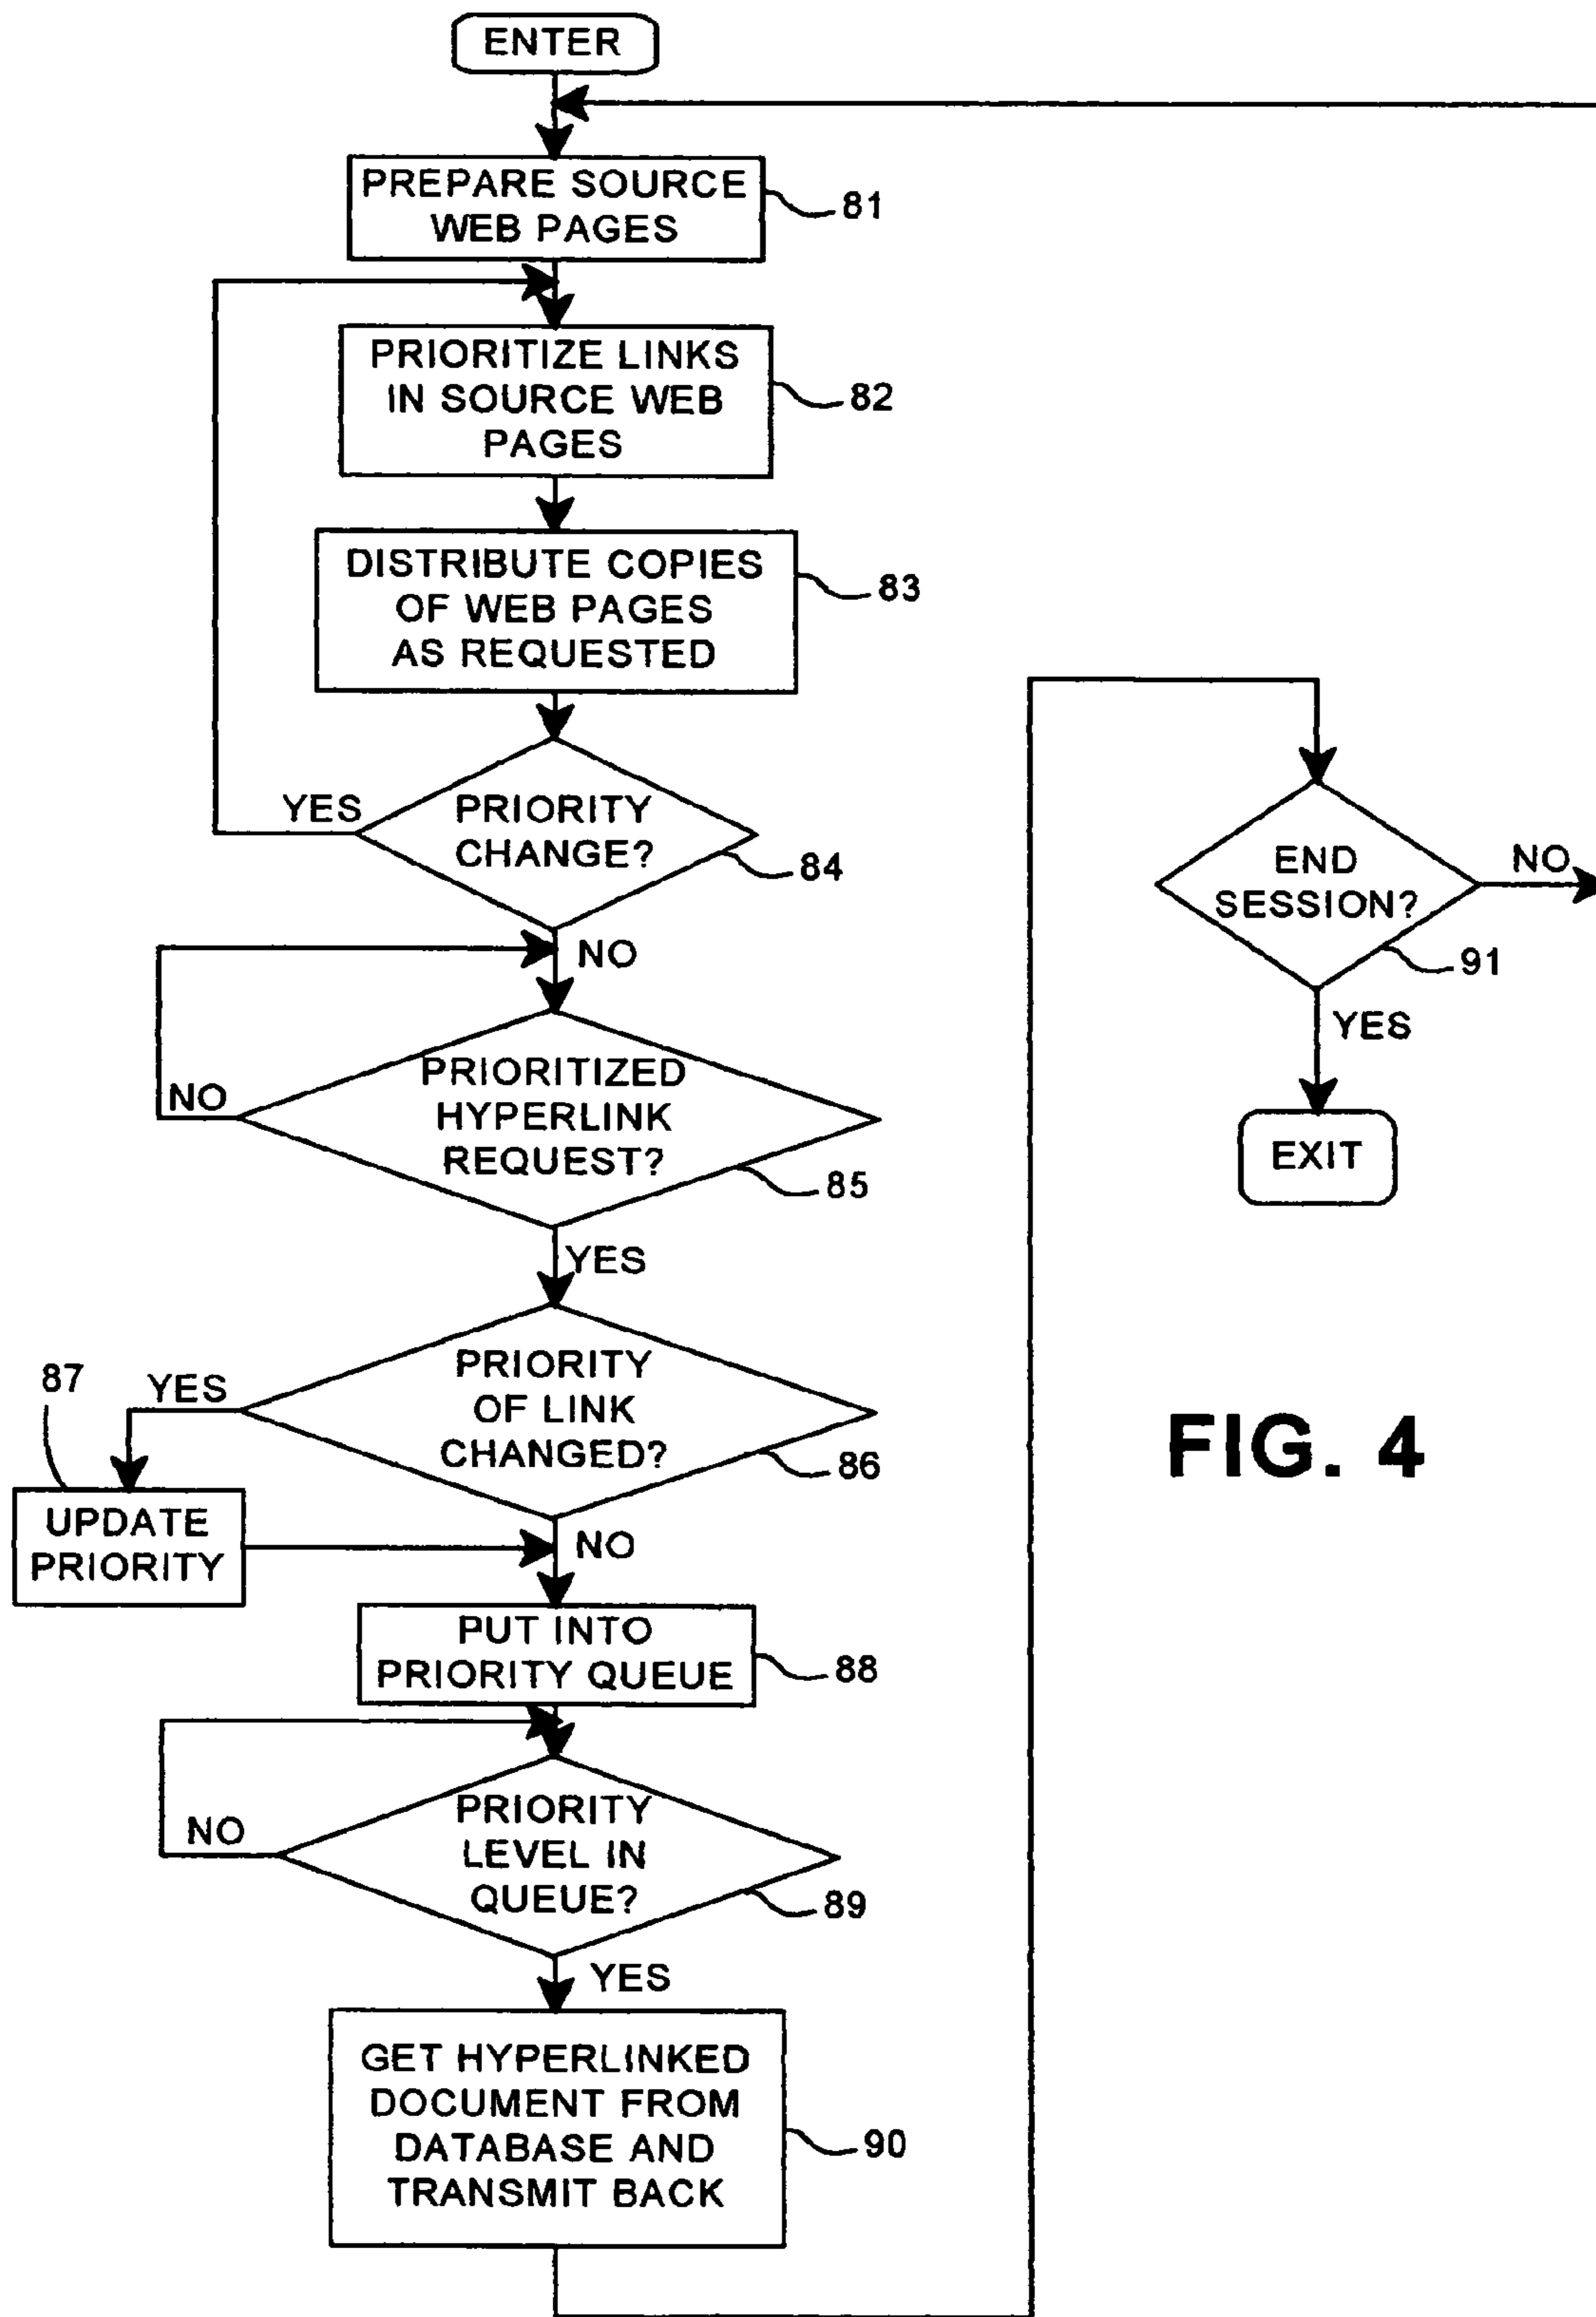 ENTER
PREPARE SOURCE
WEB PAGES
81
PRIORITIZE LINKS
IN SOURCE WEB
PAGES
82
DISTRIBUTE COPIES
OF WEB PAGES
AS REQUESTED
83
YES
PRIORITY
CHANGE?
84
NO
NO
PRIORITIZED
HYPERLINK
REQUEST?
85
YES
87
YES
PRIORITY
OF LINK
CHANGED?
86
UPDATE
PRIORITY
NO
PUT INTO
PRIORITY QUEUE
88
NO
PRIORITY
LEVEL IN
QUEUE?
89
YES
GET HYPERLINKED
DOCUMENT FROM
DATABASE AND
TRANSMIT BACK
90
END
SESSION?
NO
91
YES
EXIT
FIG. 4